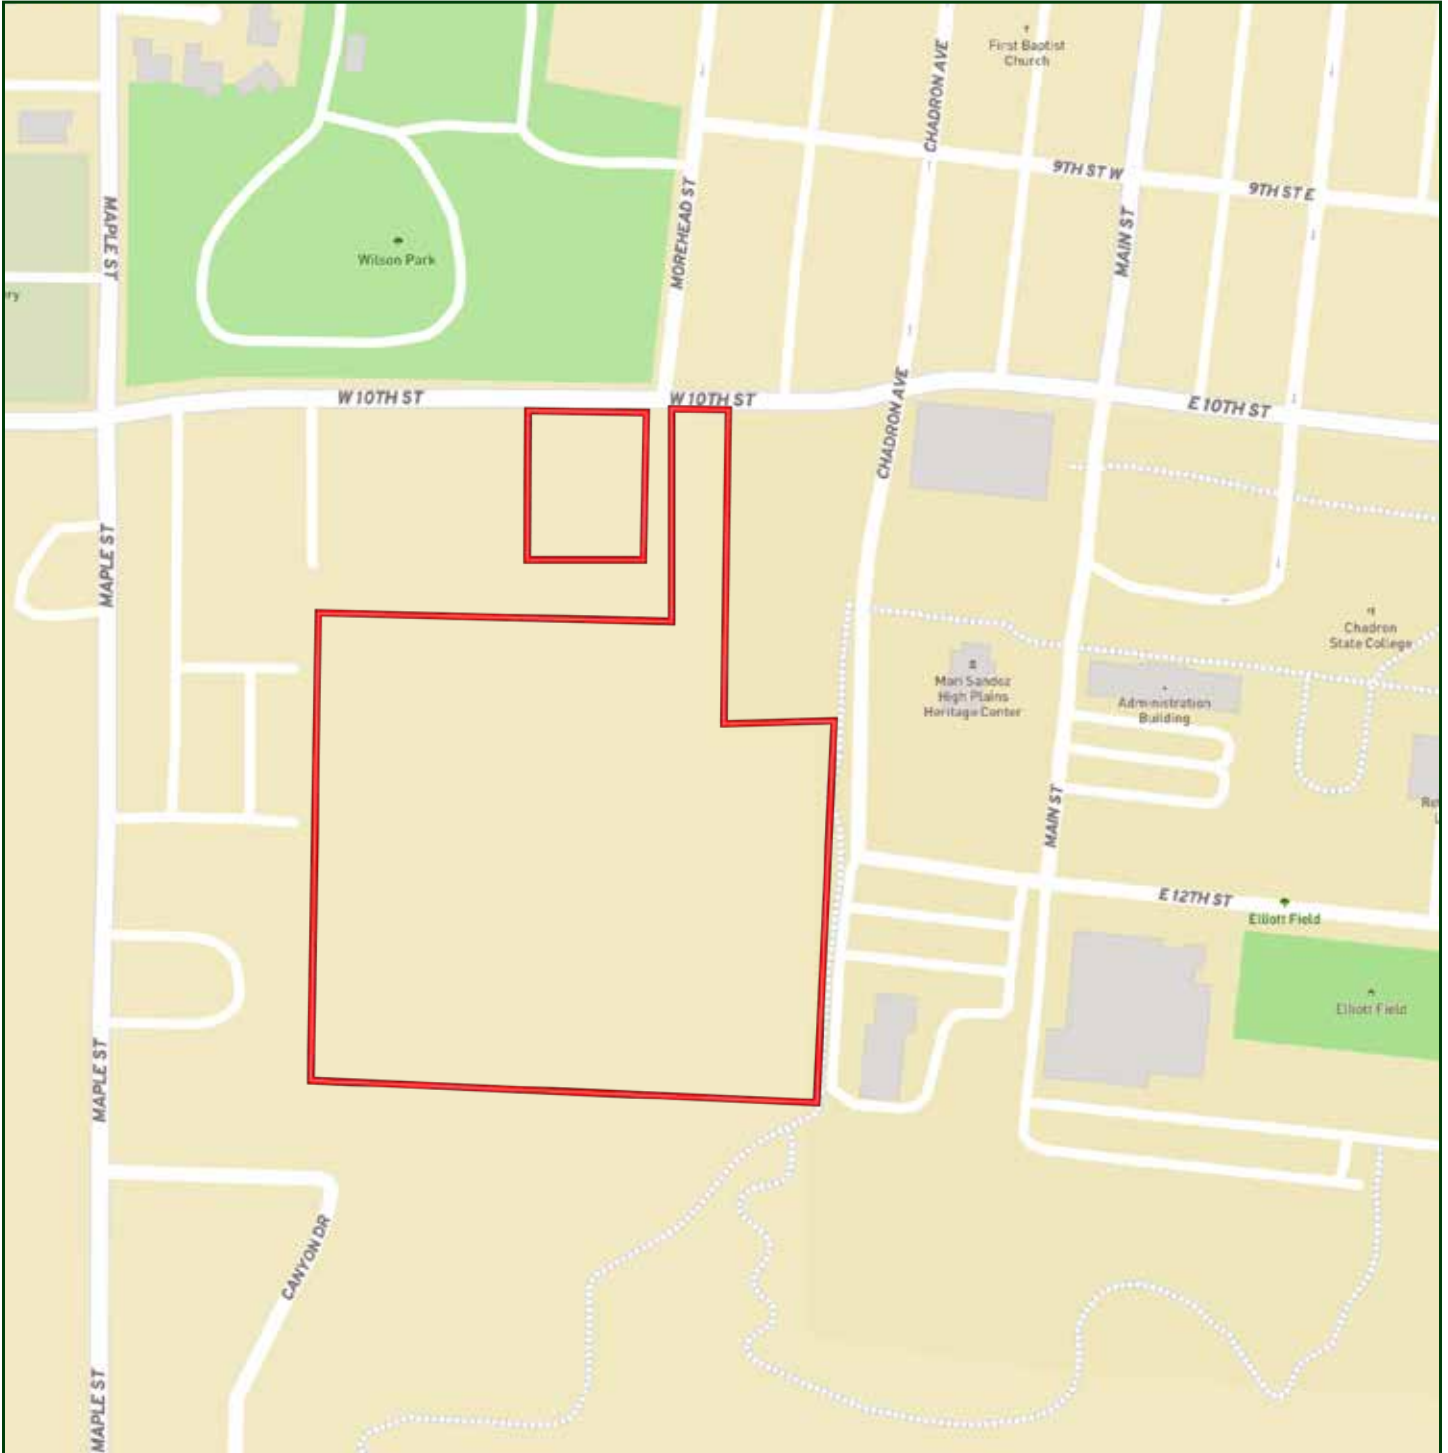 First Baptist
Church
CHADRON AVE
9TH ST W
9TH ST E
MAPLE ST
MOREHEAD ST
MAIN ST
Wilson Park
W 10TH ST
W 10TH ST
CHADRON AVE
E 10TH ST
MAPLE ST
Chadron
State College
Mari Sandoz
High Plains
Heritage Center
Administration
Building
MAIN ST
E 12TH ST
Elliott Field
Elliott Field
MAPLE ST
CANYON DR
MAPLE ST